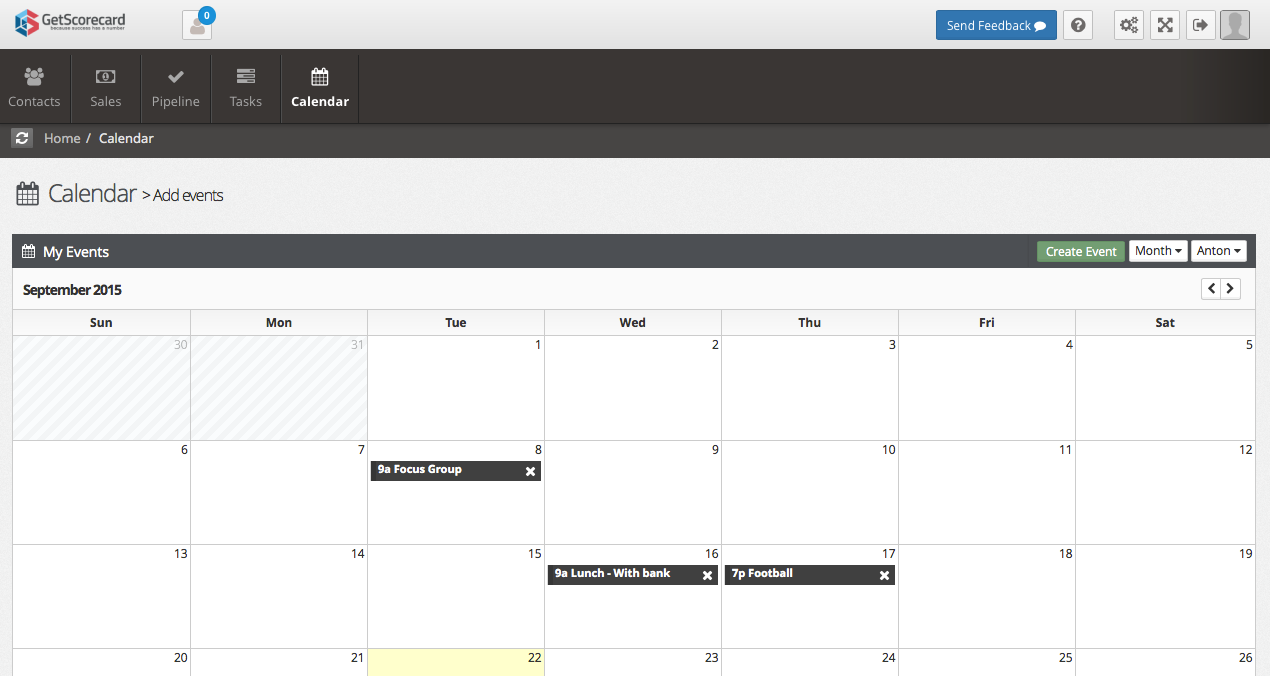 GetScorecard
because success has a number
0
Send Feedback
Contacts
Sales
Pipeline
Tasks
Calendar
Home / Calendar
Calendar > Add events
My Events
Create Event
Month
Anton
September 2015
Sun Mon Tue Wed Thu Fri Sat
30 31 1 2 3 4 5
6 7 8 9 10 11 12
9a Focus Group
13 14 15 16 17 18 19
9a Lunch - With bank
7p Football
20 21 22 23 24 25 26